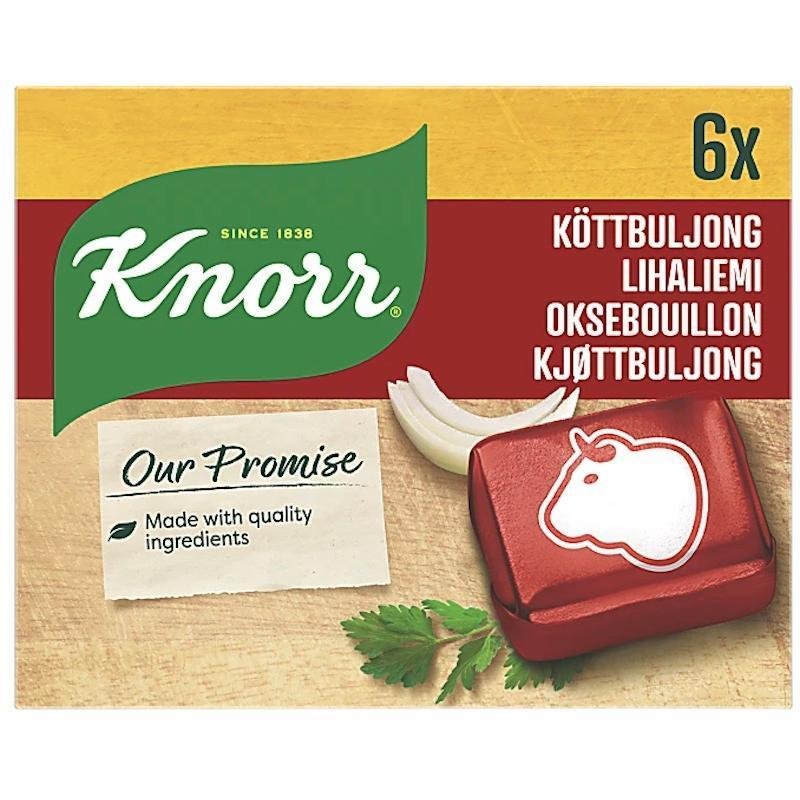 6x
SINCE 1838
Knorr®
KÖTTBULJONG
LIHALIEMI
OKSEBOUILLON
KJØTTBULJONG
Our Promise
Made with quality
ingredients